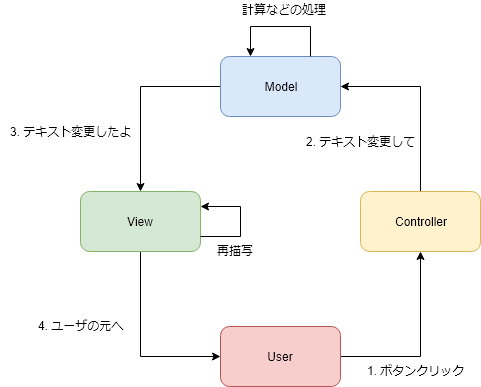 計算などの処理
Model
3. テキスト変更したよ
2. テキスト変更して
View
Controller
再描写
4. ユーザの元へ
User
1. ボタンクリック